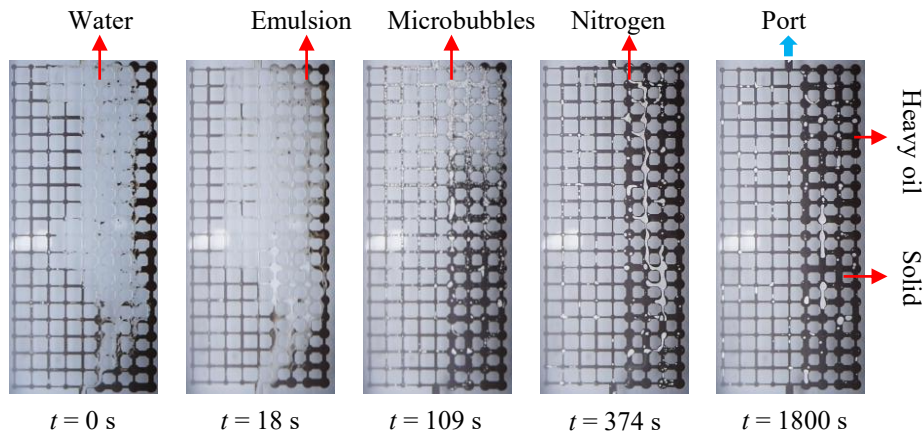 Water
Emulsion
Microbubbles
Nitrogen
Port
Heavy oil
Solid
t = 0 s
t = 18 s
t = 109 s
t = 374 s
t = 1800 s